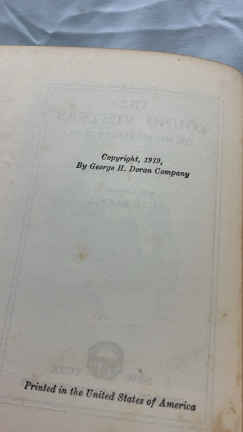 Copyright, 1919,
By George H. Doran Company
Printed in the United States of America